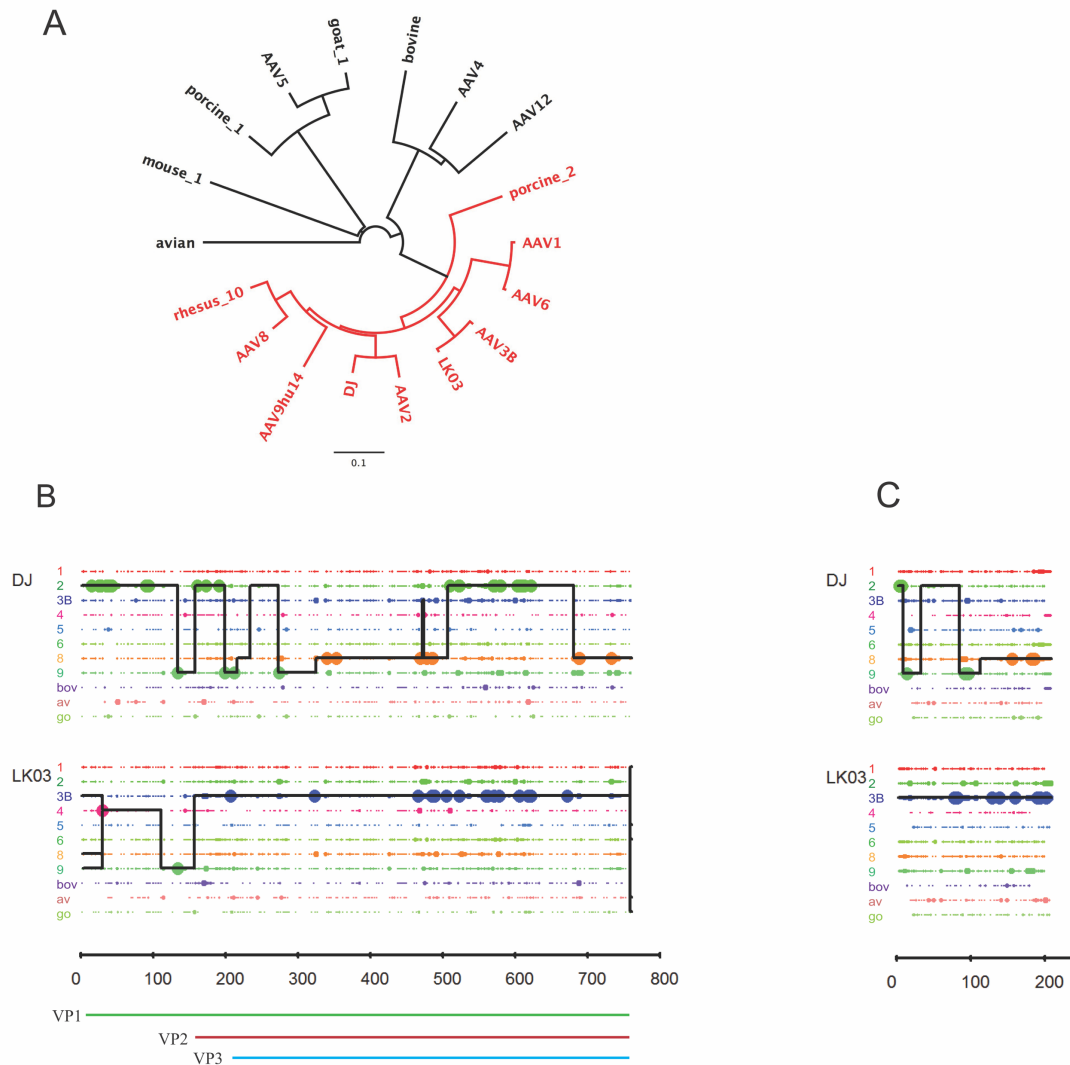 A
goat_1
bovine
AAV5
AAV4
porcine_1
AAV12
mouse_1
porcine_2
avian
AAV1
rhesus_10
AAV6
AAV8
AAV3B
LK03
AAV9hu14
DJ
AAV2
0.1
B
DJ
1
2
3B
4
5
6
8
9
bov
av
go
LK03
1
2
3B
4
5
6
8
9
bov
av
go
0 100 200 300 400 500 600 700 800
VP1
VP2
VP3
C
DJ
1
2
3B
4
5
6
8
9
bov
av
go
LK03
1
2
3B
4
5
6
8
9
bov
av
go
0 100 200